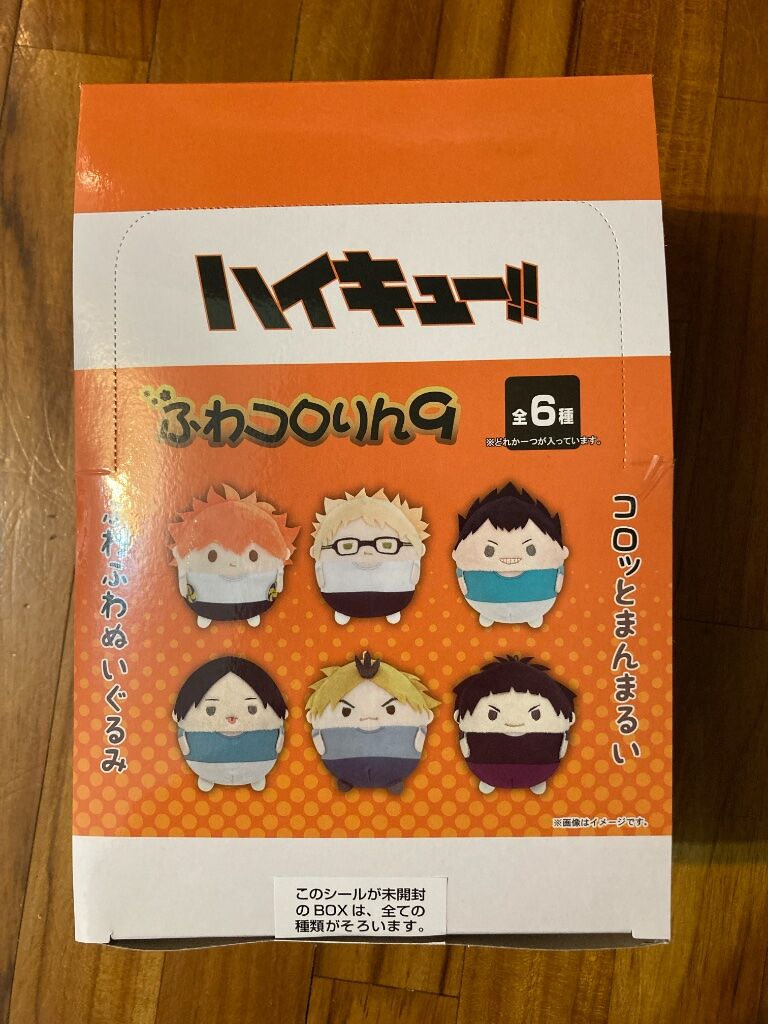 ハイキュー!!
ふわコロりん9
全6種
※どれか一つが入っています。
コロッとまんまるい
ふわふわぬいぐるみ
※画像はイメージです。
このシールが未開封
のBOXは、全ての
種類がそろいます。